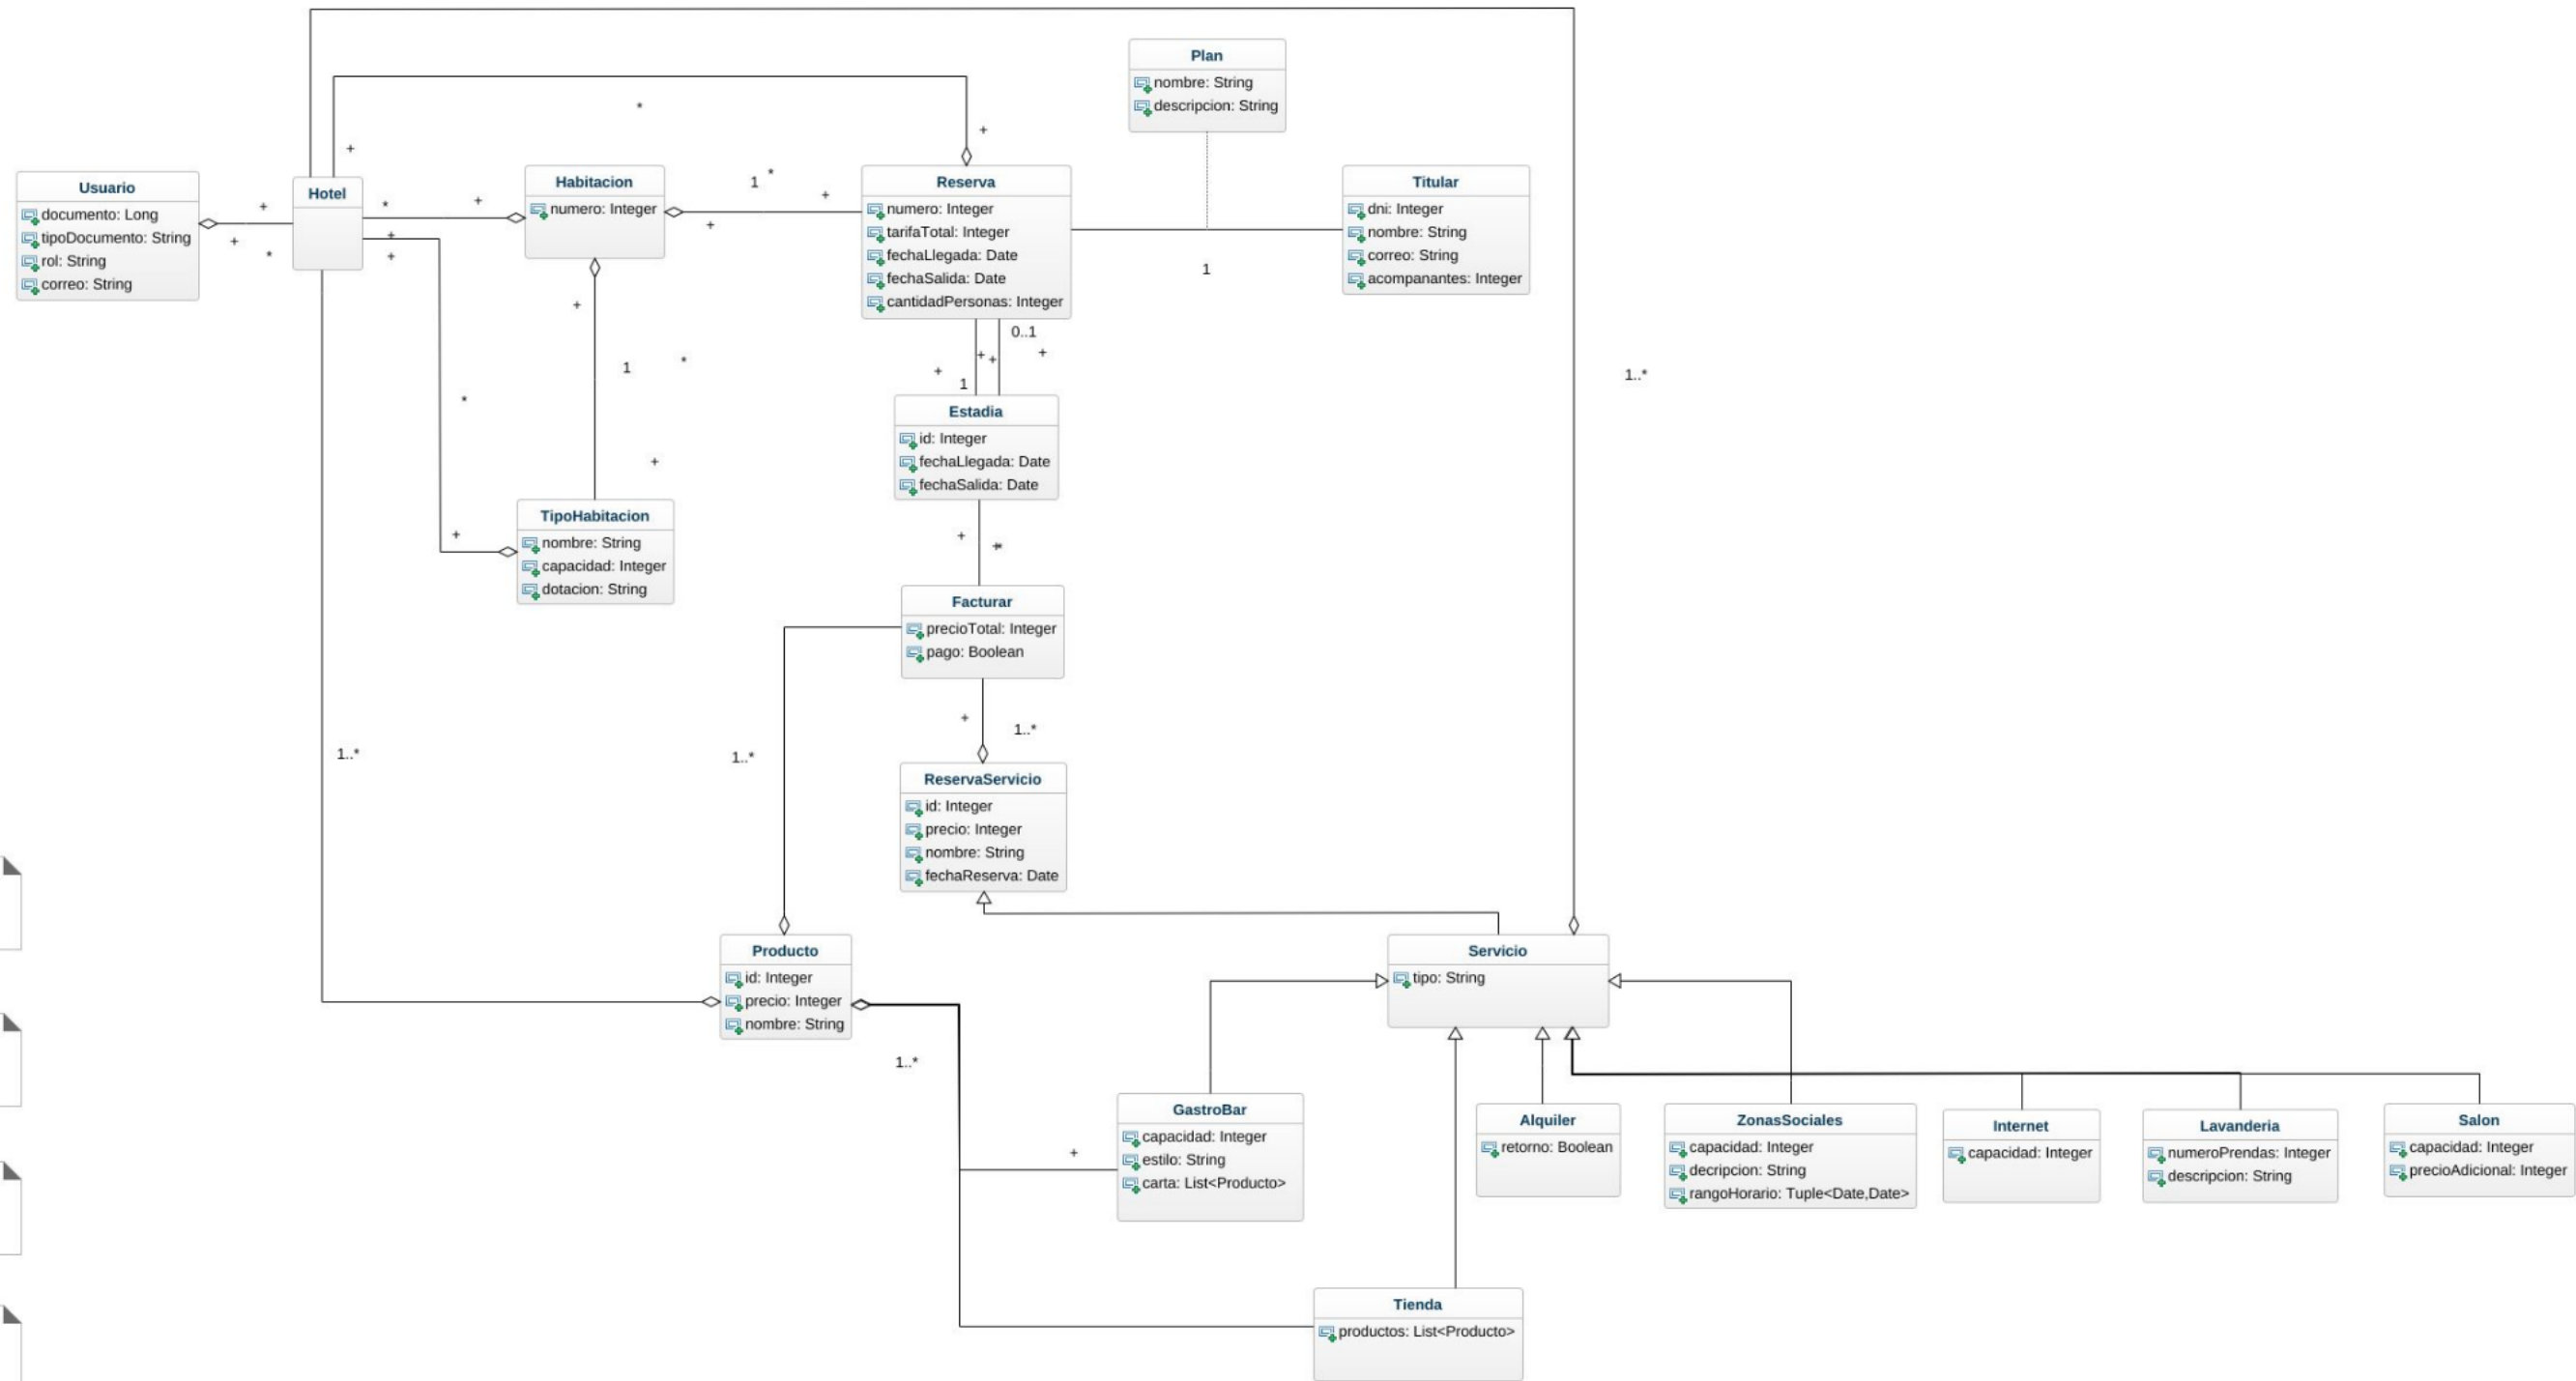 Plan
nombre: String
descripcion: String
*
+
+
Usuario
documento: Long
tipoDocumento: String
rol: String
correo: String
+
+
*
Hotel
*
+
+
+
Habitacion
numero: Integer
1 *
+
+
Reserva
numero: Integer
tarifaTotal: Integer
fechaLlegada: Date
fechaSalida: Date
cantidadPersonas: Integer
1
Titular
dni: Integer
nombre: String
correo: String
acompanantes: Integer
+
1
*
*
+
+
TipoHabitacion
nombre: String
capacidad: Integer
dotacion: String
0..1
+
+
+
+
1
1..*
Estadia
id: Integer
fechaLlegada: Date
fechaSalida: Date
+
+*
Facturar
precioTotal: Integer
pago: Boolean
+
1..*
1..*
1..*
ReservaServicio
id: Integer
precio: Integer
nombre: String
fechaReserva: Date
Producto
id: Integer
precio: Integer
nombre: String
1..*
Servicio
tipo: String
GastroBar
capacidad: Integer
estilo: String
carta: List<Producto>
+
Alquiler
retorno: Boolean
ZonasSociales
capacidad: Integer
decripcion: String
rangoHorario: Tuple<Date,Date>
Internet
capacidad: Integer
Lavanderia
numeroPrendas: Integer
descripcion: String
Salon
capacidad: Integer
precioAdicional: Integer
Tienda
productos: List<Producto>